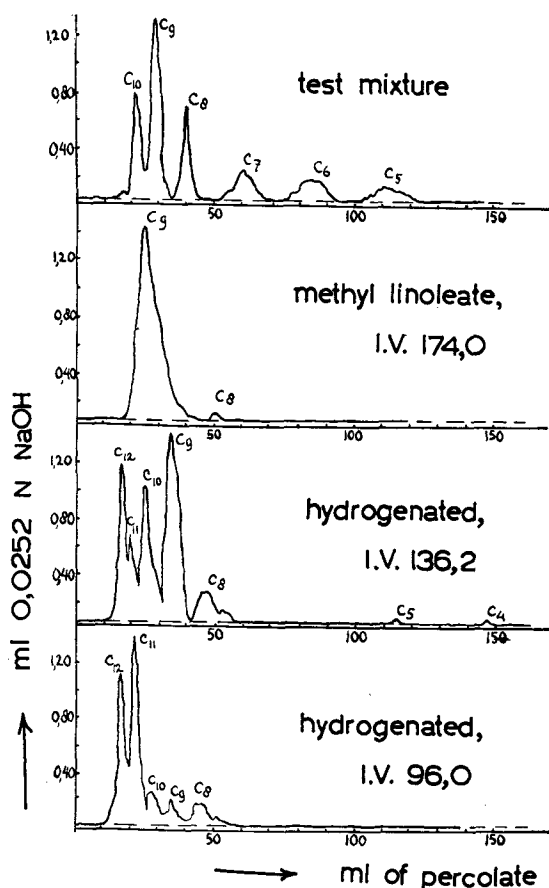 C9
1,20
C10
C8
test mixture
0,80
0,40
C7
C6
C5
50
100
150
C9
1,20
methyl linoleate,
I.V. 174,0
0,80
0,40
C8
50
100
150
C9
C12
1,20
C10
C11
hydrogenated,
I.V. 136,2
0,80
0,40
C8
C5
C4
50
100
150
C11
C12
1,20
hydrogenated,
I.V. 96,0
0,80
0,40
C10
C9
C8
50
100
150
ml 0,0252 N NaOH
ml of percolate